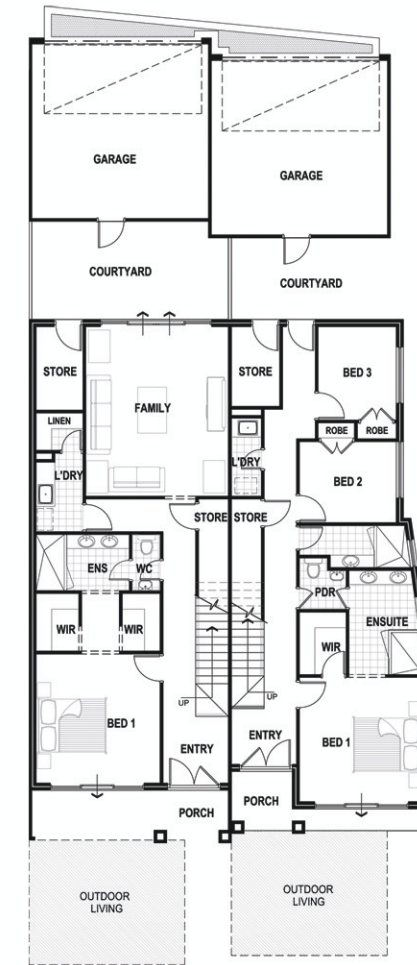 GARAGE
GARAGE
COURTYARD
COURTYARD
STORE
FAMILY
STORE
BED 3
LINEN
ROBE
ROBE
L'DRY
L'DRY
BED 2
STORE
STORE
ENS
WC
PDR
ENSUITE
WIR
WIR
WIR
UP
UP
BED 1
ENTRY
ENTRY
BED 1
PORCH
PORCH
OUTDOOR
LIVING
OUTDOOR
LIVING